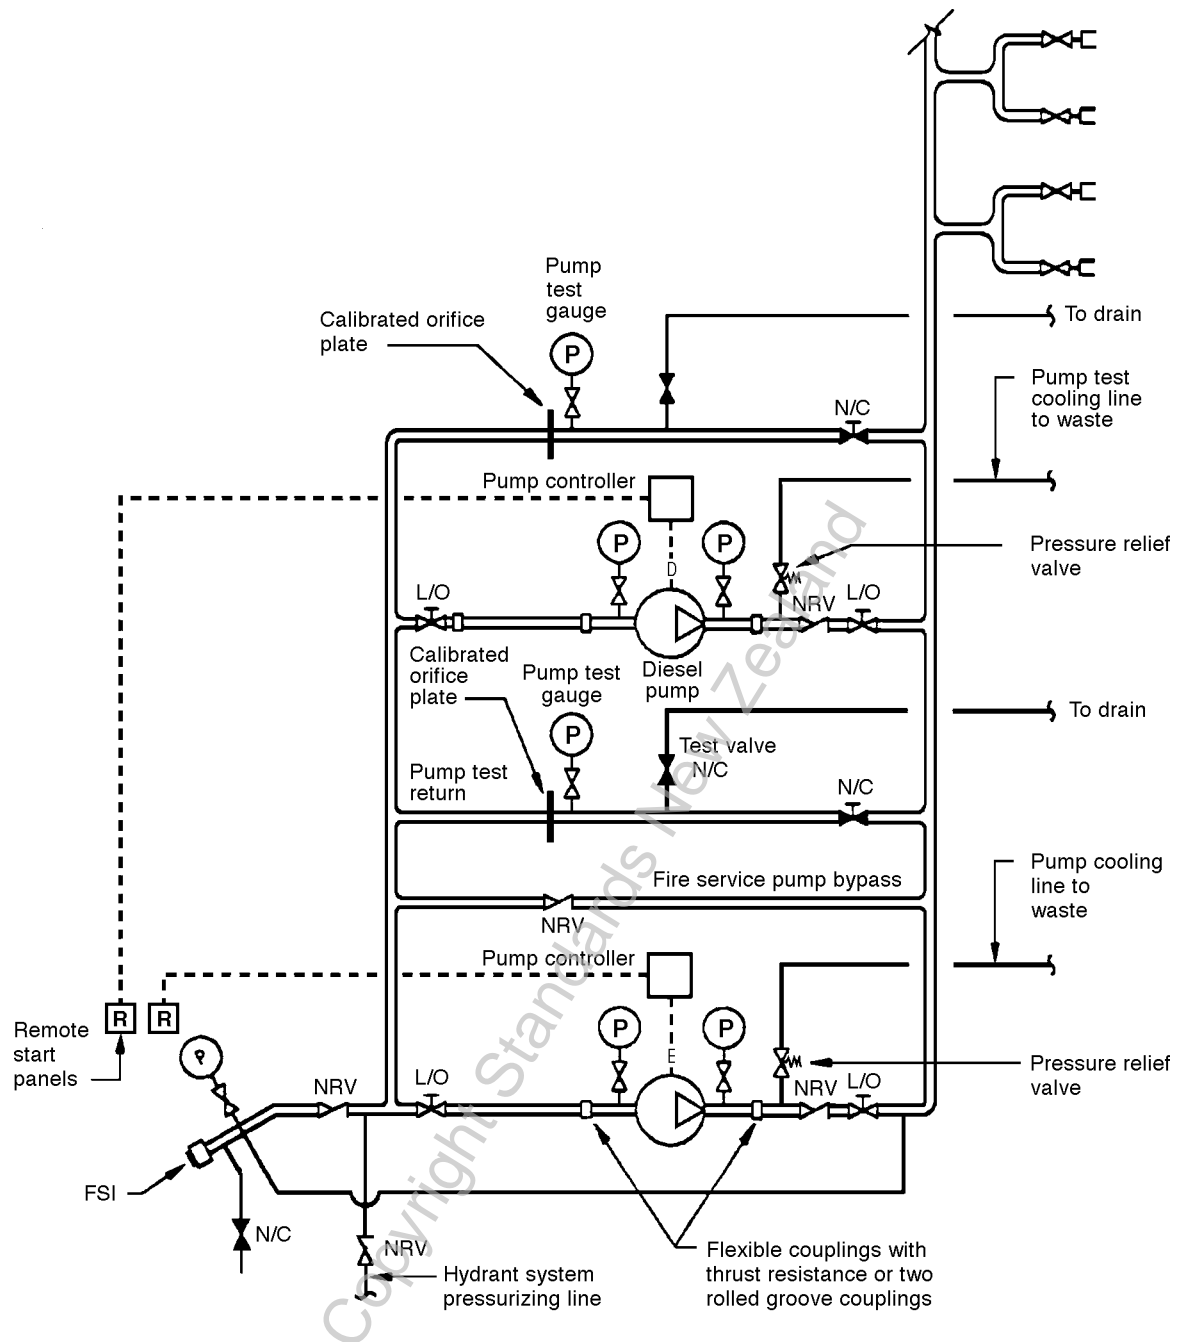 Pump
test
gauge
Calibrated orifice
plate
P
To drain
Pump test
cooling line
to waste
N/C
Pump controller
P
P
D
Pressure relief
valve
L/O
NRV
L/O
Calibrated
orifice
plate
Pump test
gauge
Diesel
pump
P
To drain
Test valve
N/C
Pump test
return
N/C
Pump cooling
line to
waste
Fire service pump bypass
NRV
Pump controller
R
R
Remote
start
panels
P
P
P
E
Pressure relief
valve
NRV
L/O
NRV
L/O
FSI
N/C
NRV
Hydrant system
pressurizing line
Flexible couplings with
thrust resistance or two
rolled groove couplings
Copyright Standards New Zealand